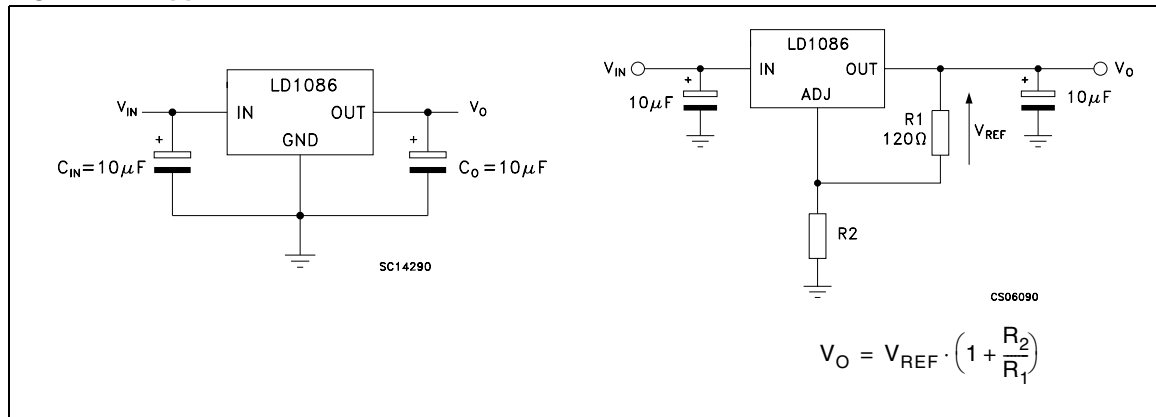 LD1086
V_IN
IN
OUT
V_O
GND
+
+
C_IN=10μF
C_O=10μF
SC14290
LD1086
V_IN
IN
OUT
V_O
ADJ
+
+
10μF
R1
120Ω
V_REF
10μF
R2
CS06090
V_O = V_REF · (1 + R_2/R_1)